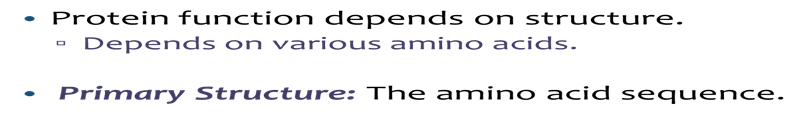 • Protein function depends on structure.
▫ Depends on various amino acids.
• Primary Structure: The amino acid sequence.